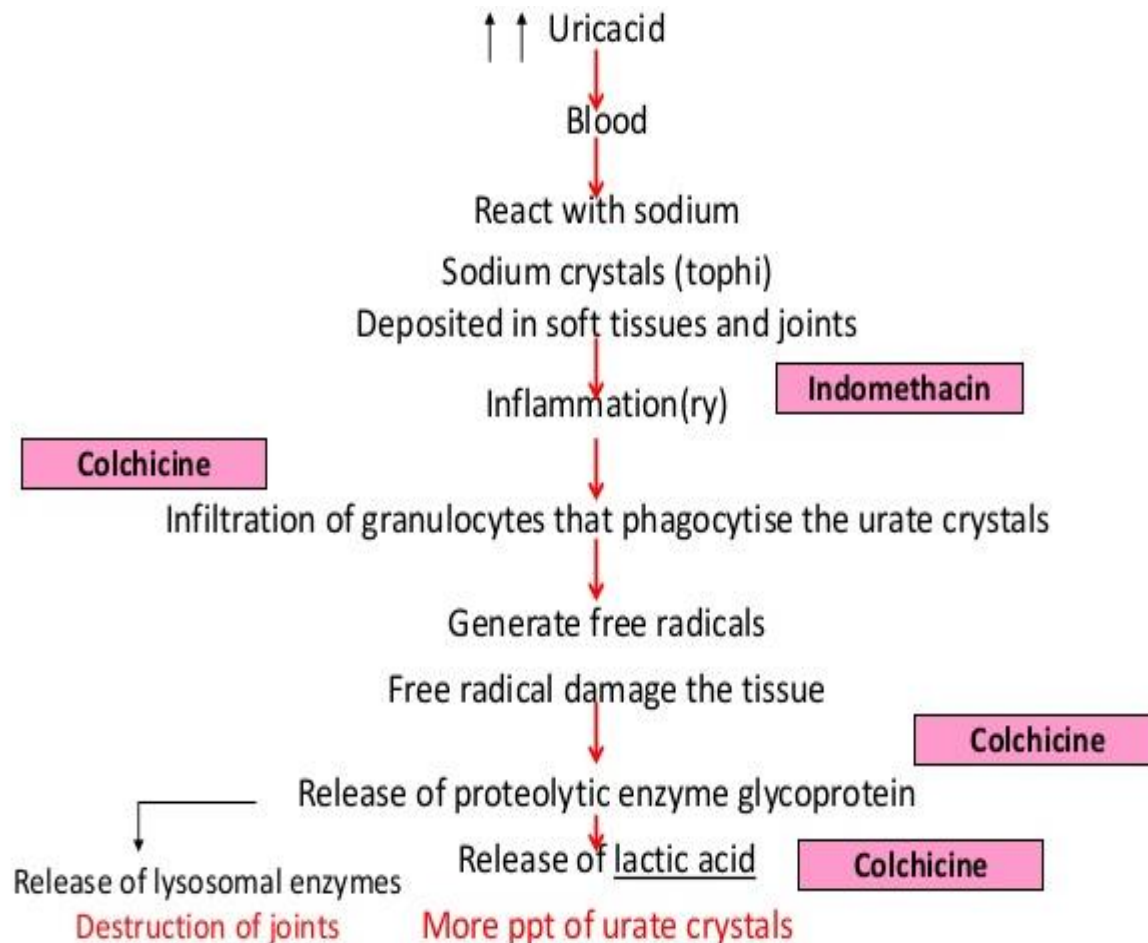 Uricacid
Blood
React with sodium
Sodium crystals (tophi)
Deposited in soft tissues and joints
Indomethacin
Inflammation(ry)
Colchicine
Infiltration of granulocytes that phagocytise the urate crystals
Generate free radicals
Free radical damage the tissue
Colchicine
Release of proteolytic enzyme glycoprotein
Release of lactic acid
Colchicine
Release of lysosomal enzymes
Destruction of joints
More ppt of urate crystals